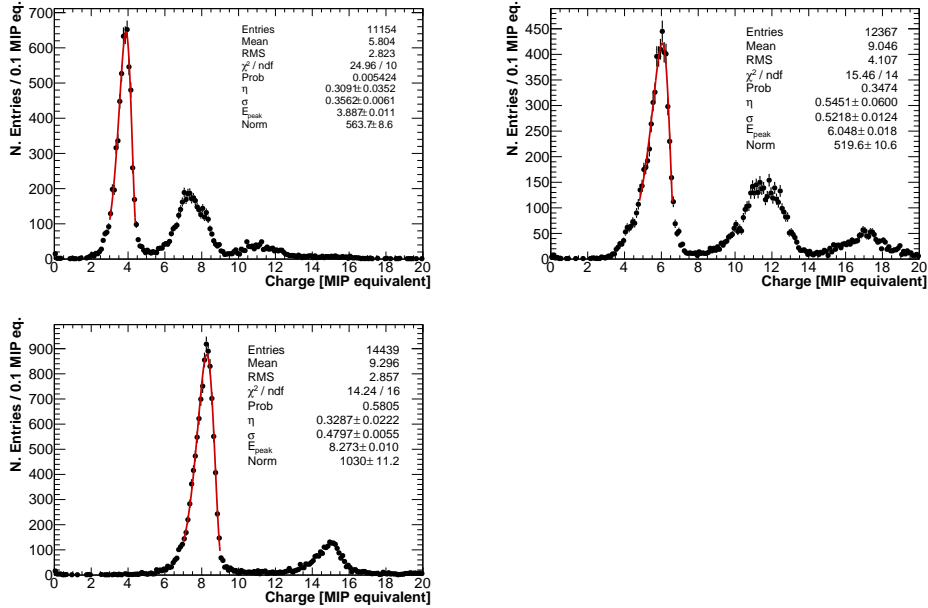 N. Entries / 0.1 MIP eq.
700
600
500
400
300
200
100
0
0 2 4 6 8 10 12 14 16 18 20
Charge [MIP equivalent]
Entries 11154
Mean 5.804
RMS 2.823
χ² / ndf 24.96 / 10
Prob 0.005424
η 0.3091± 0.0352
σ 0.3562± 0.0061
E_peak 3.887± 0.011
Norm 563.7± 8.6
N. Entries / 0.1 MIP eq.
450
400
350
300
250
200
150
100
50
0
0 2 4 6 8 10 12 14 16 18 20
Charge [MIP equivalent]
Entries 12367
Mean 9.046
RMS 4.107
χ² / ndf 15.46 / 14
Prob 0.3474
η 0.5451± 0.0600
σ 0.5218± 0.0124
E_peak 6.048± 0.018
Norm 519.6± 10.6
N. Entries / 0.1 MIP eq.
900
800
700
600
500
400
300
200
100
0
0 2 4 6 8 10 12 14 16 18 20
Charge [MIP equivalent]
Entries 14439
Mean 9.296
RMS 2.857
χ² / ndf 14.24 / 16
Prob 0.5805
η 0.3287± 0.0222
σ 0.4797± 0.0055
E_peak 8.273± 0.010
Norm 1030± 11.2